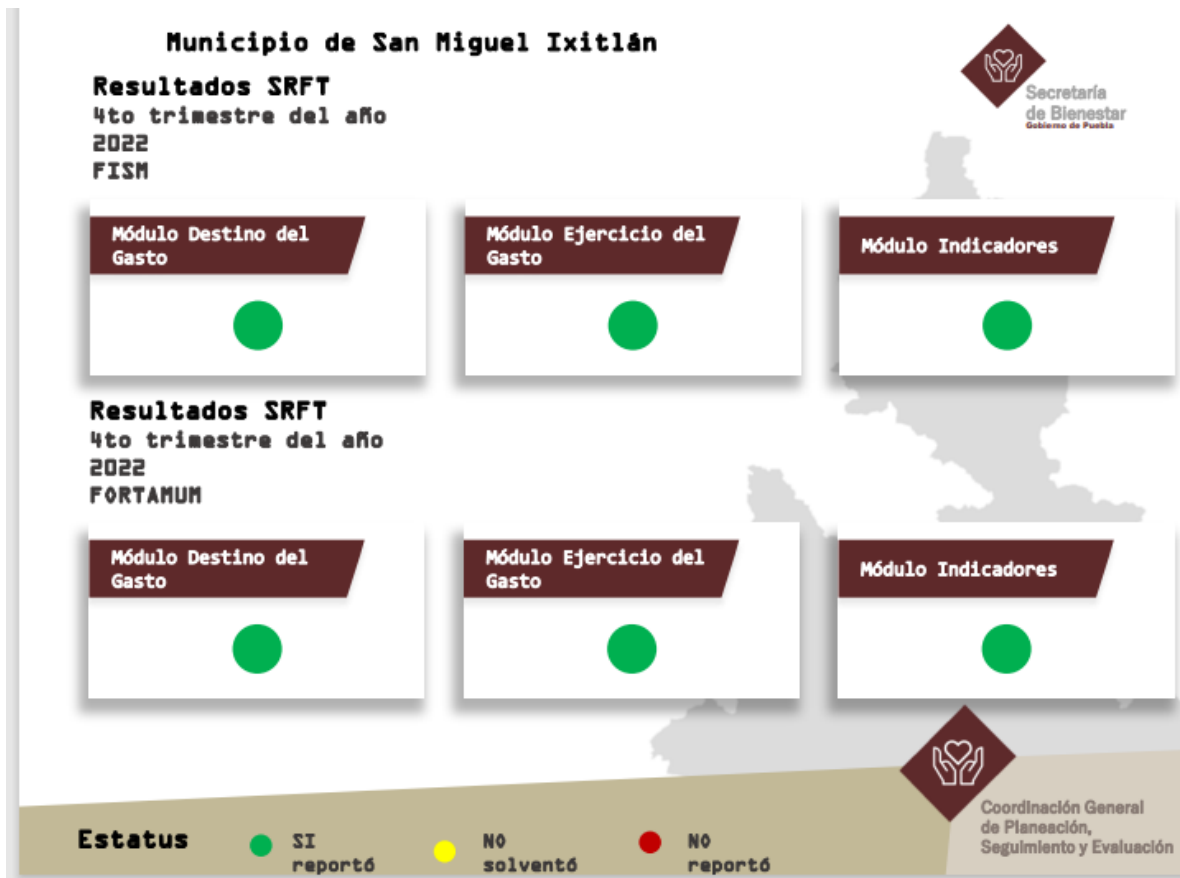 Municipio de San Miguel Ixitlán
Secretaría
de Bienestar
Gobierno de Puebla
Resultados SRFT
4to trimestre del año
2022
FISM
Módulo Destino del
Gasto
Módulo Ejercicio del
Gasto
Módulo Indicadores
Resultados SRFT
4to trimestre del año
2022
FORTAMUM
Módulo Destino del
Gasto
Módulo Ejercicio del
Gasto
Módulo Indicadores
Coordinación General
de Planeación,
Seguimiento y Evaluación
Estatus
SI
reportó
NO
solventó
NO
reportó